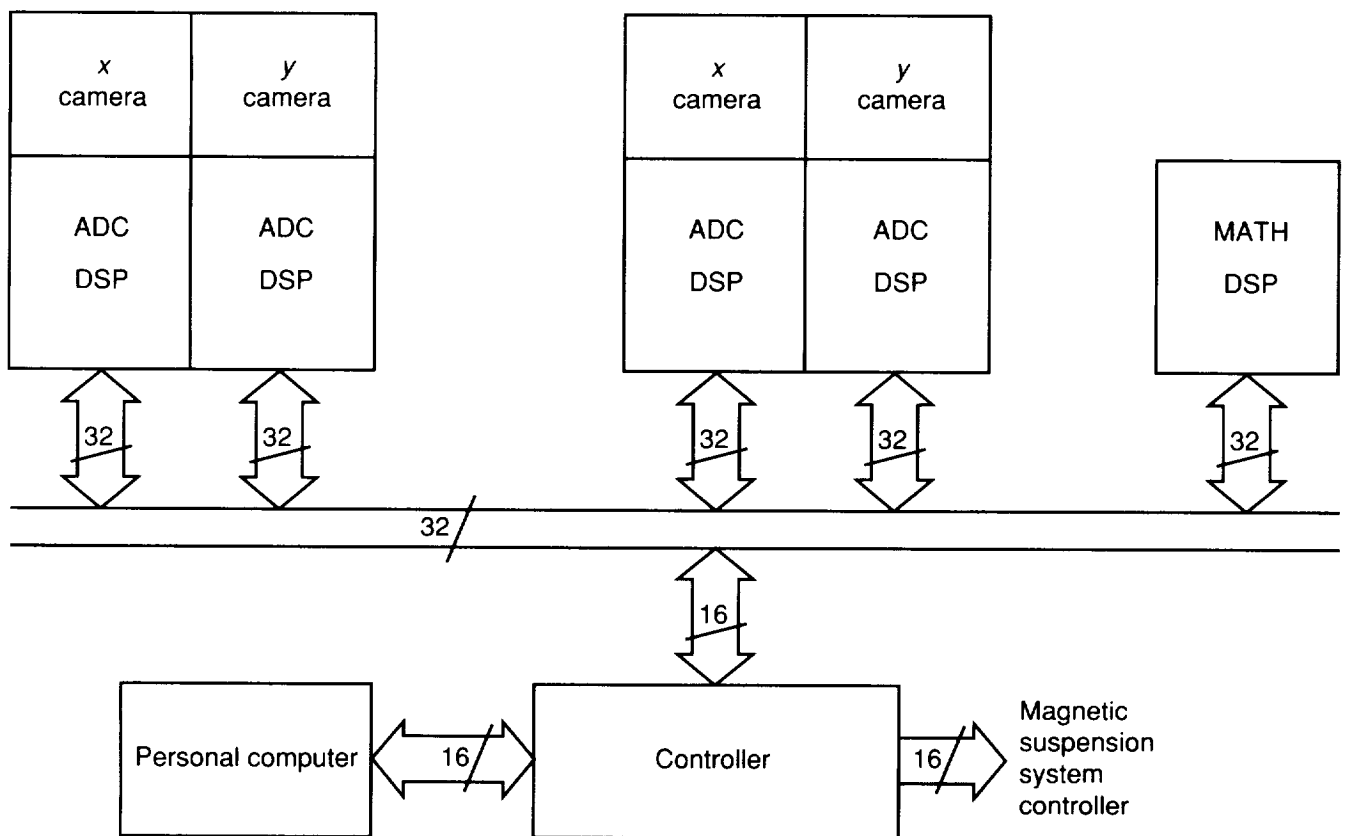 x
camera
y
camera
x
camera
y
camera
ADC
DSP
ADC
DSP
ADC
DSP
ADC
DSP
MATH
DSP
32
32
32
32
32
32
16
Personal computer
16
Controller
16
Magnetic
suspension
system
controller